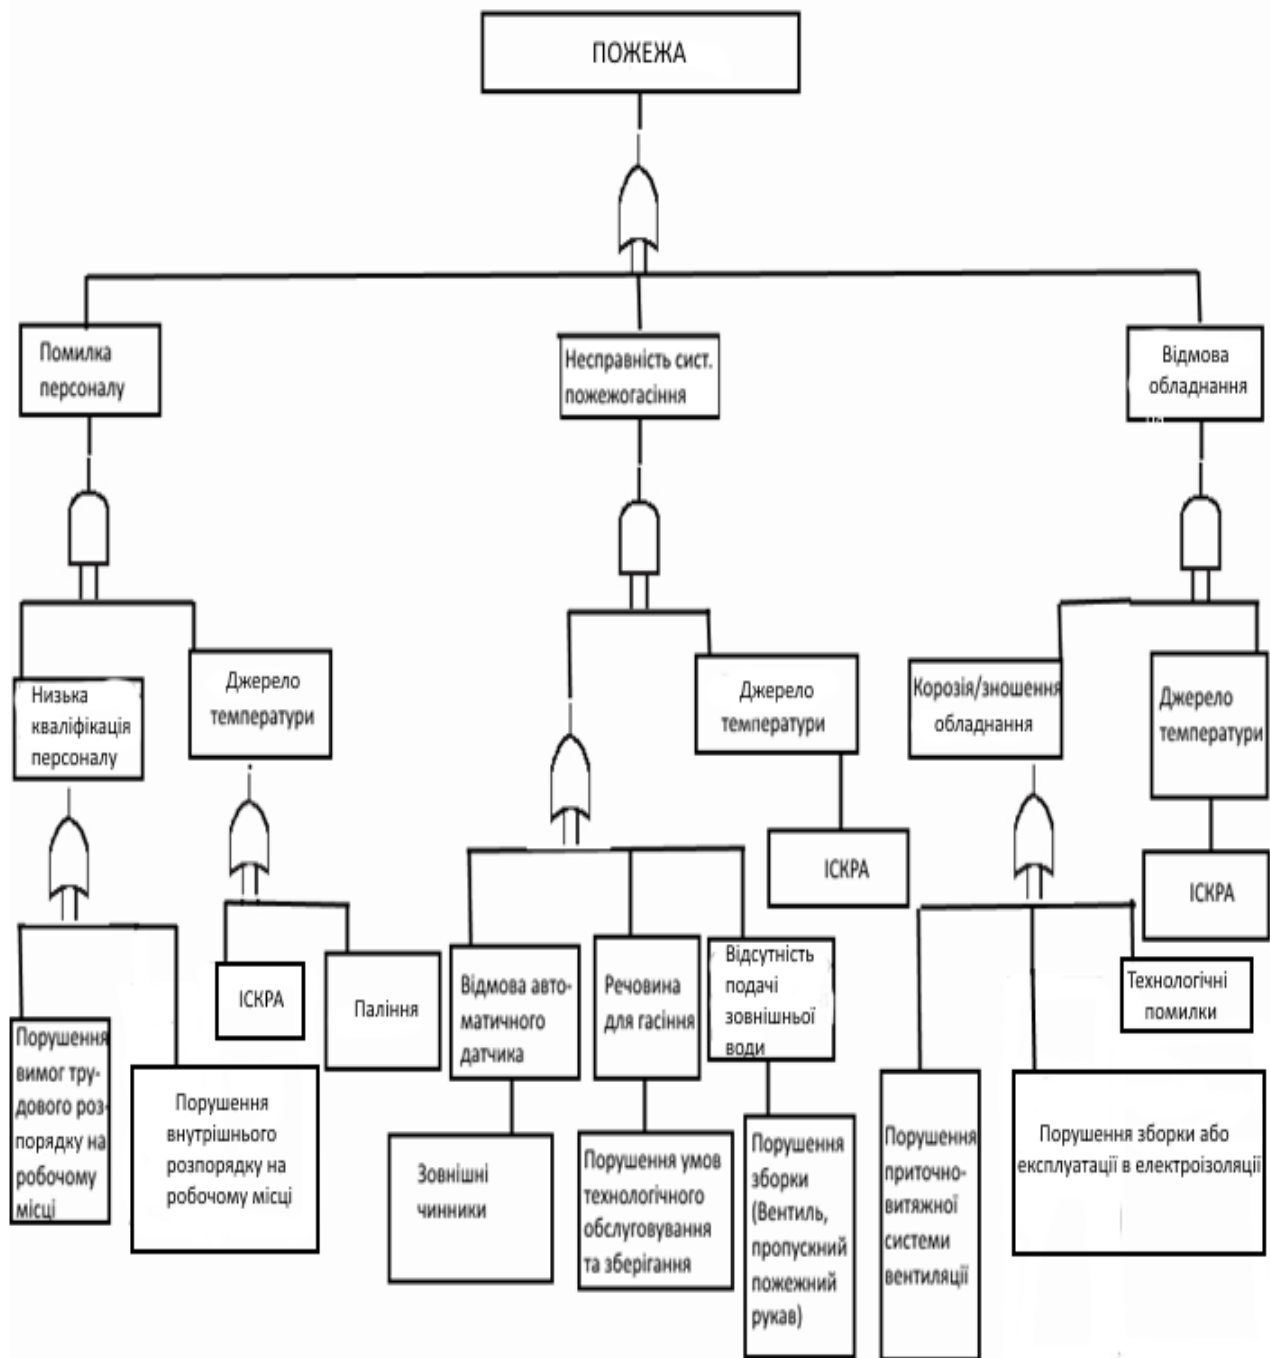 ПОЖЕЖА
Помилка
персоналу
Несправність сист.
пожежогасіння
Відмова
обладнання
Низька
кваліфікація
персоналу
Джерело
температури
Джерело
температури
Корозія/зношення
обладнання
Джерело
температури
ІСКРА
ІСКРА
Порушення
вимог тру-
дового роз-
порядку на
робочому
місці
Порушення
внутрішнього
розпорядку на
робочому місці
ІСКРА
Паління
Відмова авто-
матичного
датчика
Речовина
для гасіння
Відсутність
подачі
зовнішньої
води
Технологічні
помилки
Зовнішні
чинники
Порушення умов
технологічного
обслуговування
та зберігання
Порушення
зборки
(Вентиль,
пропускний
пожежний
рукав)
Порушення
приточно-
витяжної
системи
вентиляції
Порушення зборки або
експлуатації в електроізоляції